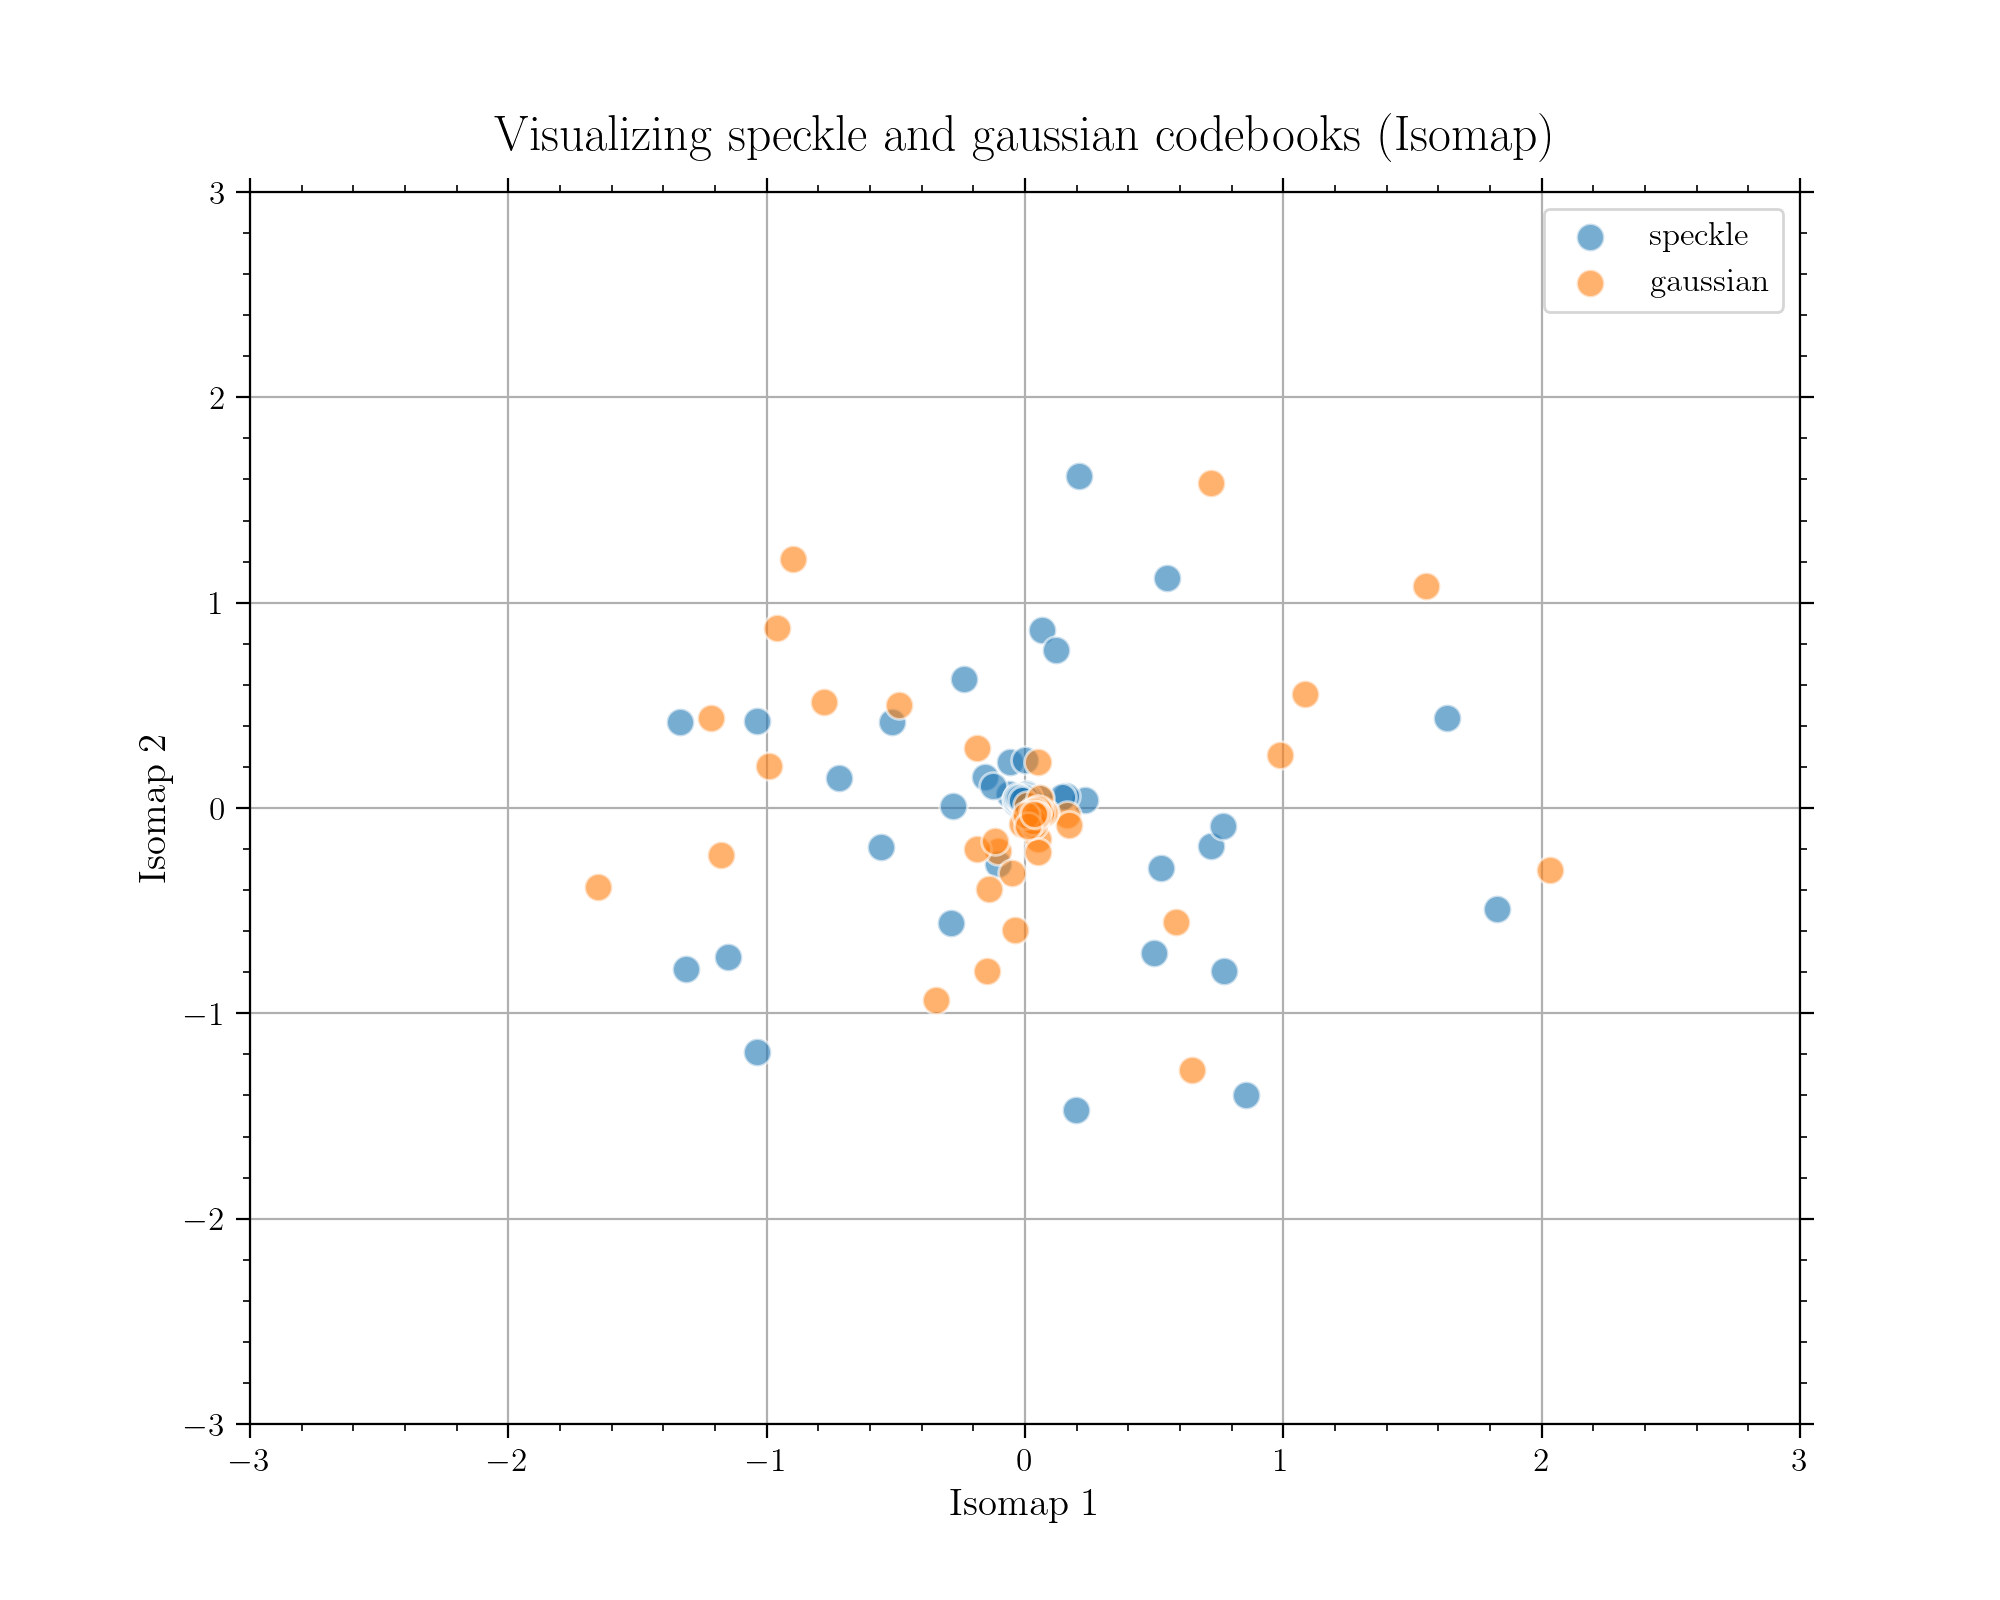 Visualizing speckle and gaussian codebooks (Isomap)
speckle
gaussian
3
2
1
0
−1
−2
−3
Isomap 2
−3 −2 −1 0 1 2 3
Isomap 1